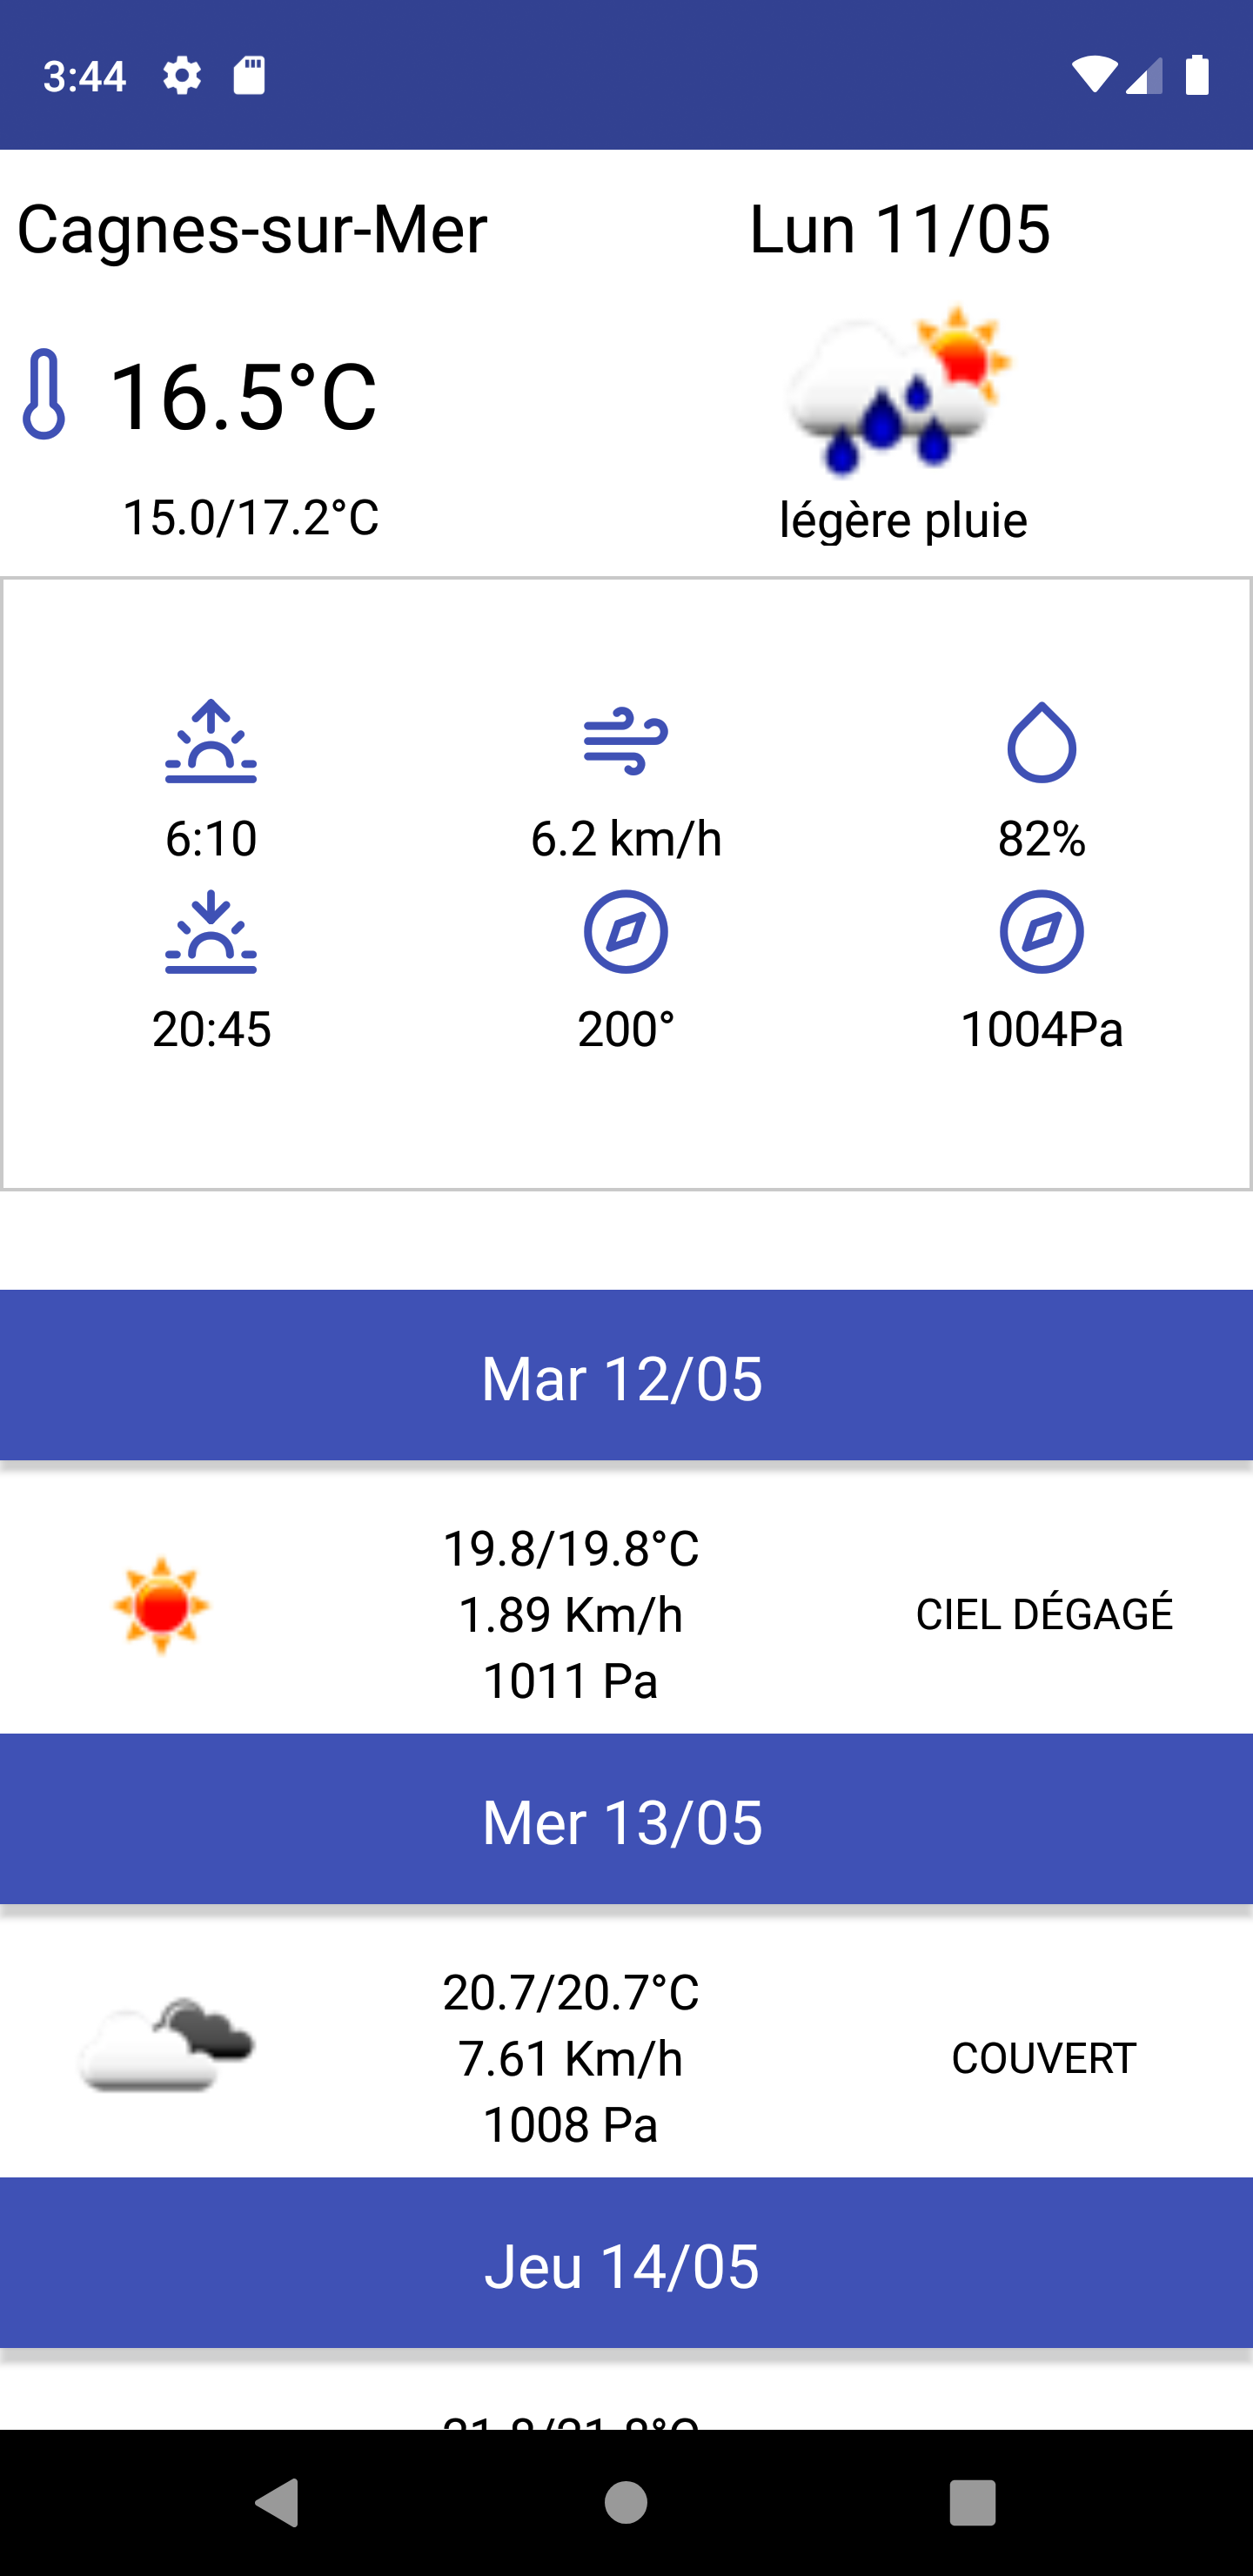 3:44
Cagnes-sur-Mer
Lun 11/05
16.5°C
15.0/17.2°C
légère pluie
6:10
6.2 km/h
82%
20:45
200°
1004Pa
Mar 12/05
19.8/19.8°C
1.89 Km/h
1011 Pa
CIEL DÉGAGÉ
Mer 13/05
20.7/20.7°C
7.61 Km/h
1008 Pa
COUVERT
Jeu 14/05